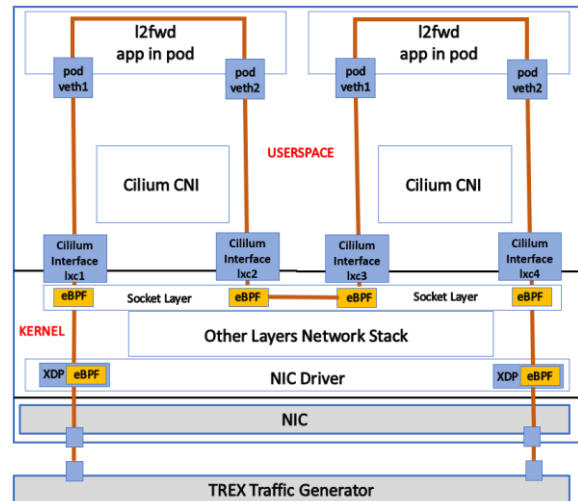 l2fwd
app in pod
l2fwd
app in pod
pod
veth1
pod
veth2
pod
veth1
pod
veth2
USERSPACE
Cilium CNI
Cilium CNI
Cililum
Interface
lxc1
Cililum
Interface
lxc2
Cililum
Interface
lxc3
Cililum
Interface
lxc4
eBPF
Socket Layer
eBPF
eBPF
Socket Layer
eBPF
KERNEL
Other Layers Network Stack
XDP
eBPF
NIC Driver
XDP
eBPF
NIC
TREX Traffic Generator